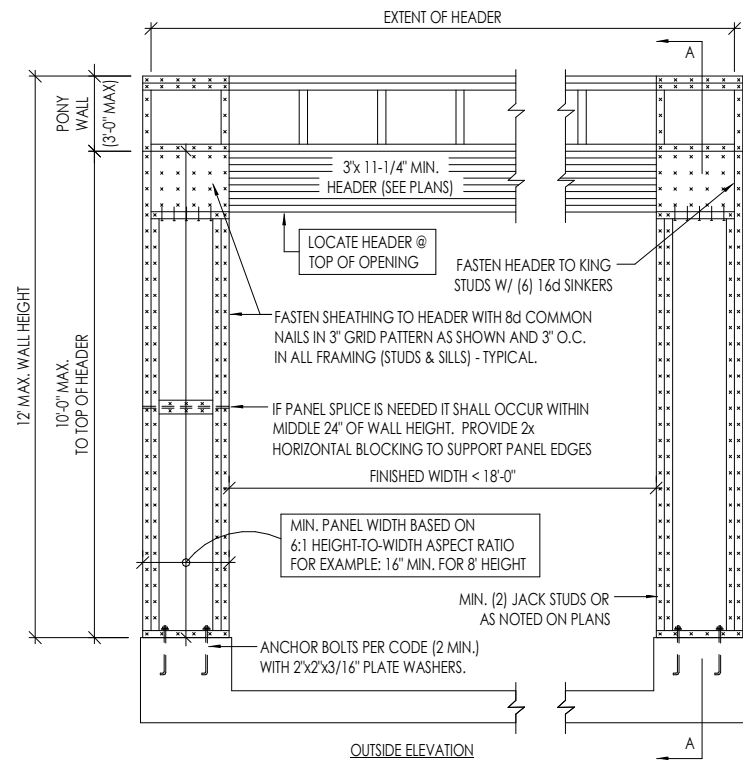 EXTENT OF HEADER
A
PONY
WALL
(3'-0" MAX)
3"x 11-1/4" MIN.
HEADER (SEE PLANS)
LOCATE HEADER @
TOP OF OPENING
FASTEN HEADER TO KING
STUDS W/ (6) 16d SINKERS
12' MAX. WALL HEIGHT
10'-0" MAX.
TO TOP OF HEADER
FASTEN SHEATHING TO HEADER WITH 8d COMMON
NAILS IN 3" GRID PATTERN AS SHOWN AND 3" O.C.
IN ALL FRAMING (STUDS & SILLS) - TYPICAL.
IF PANEL SPLICE IS NEEDED IT SHALL OCCUR WITHIN
MIDDLE 24" OF WALL HEIGHT. PROVIDE 2x
HORIZONTAL BLOCKING TO SUPPORT PANEL EDGES
FINISHED WIDTH < 18'-0"
MIN. PANEL WIDTH BASED ON
6:1 HEIGHT-TO-WIDTH ASPECT RATIO
FOR EXAMPLE: 16" MIN. FOR 8' HEIGHT
MIN. (2) JACK STUDS OR
AS NOTED ON PLANS
ANCHOR BOLTS PER CODE (2 MIN.)
WITH 2"x2"x3/16" PLATE WASHERS.
OUTSIDE ELEVATION
A